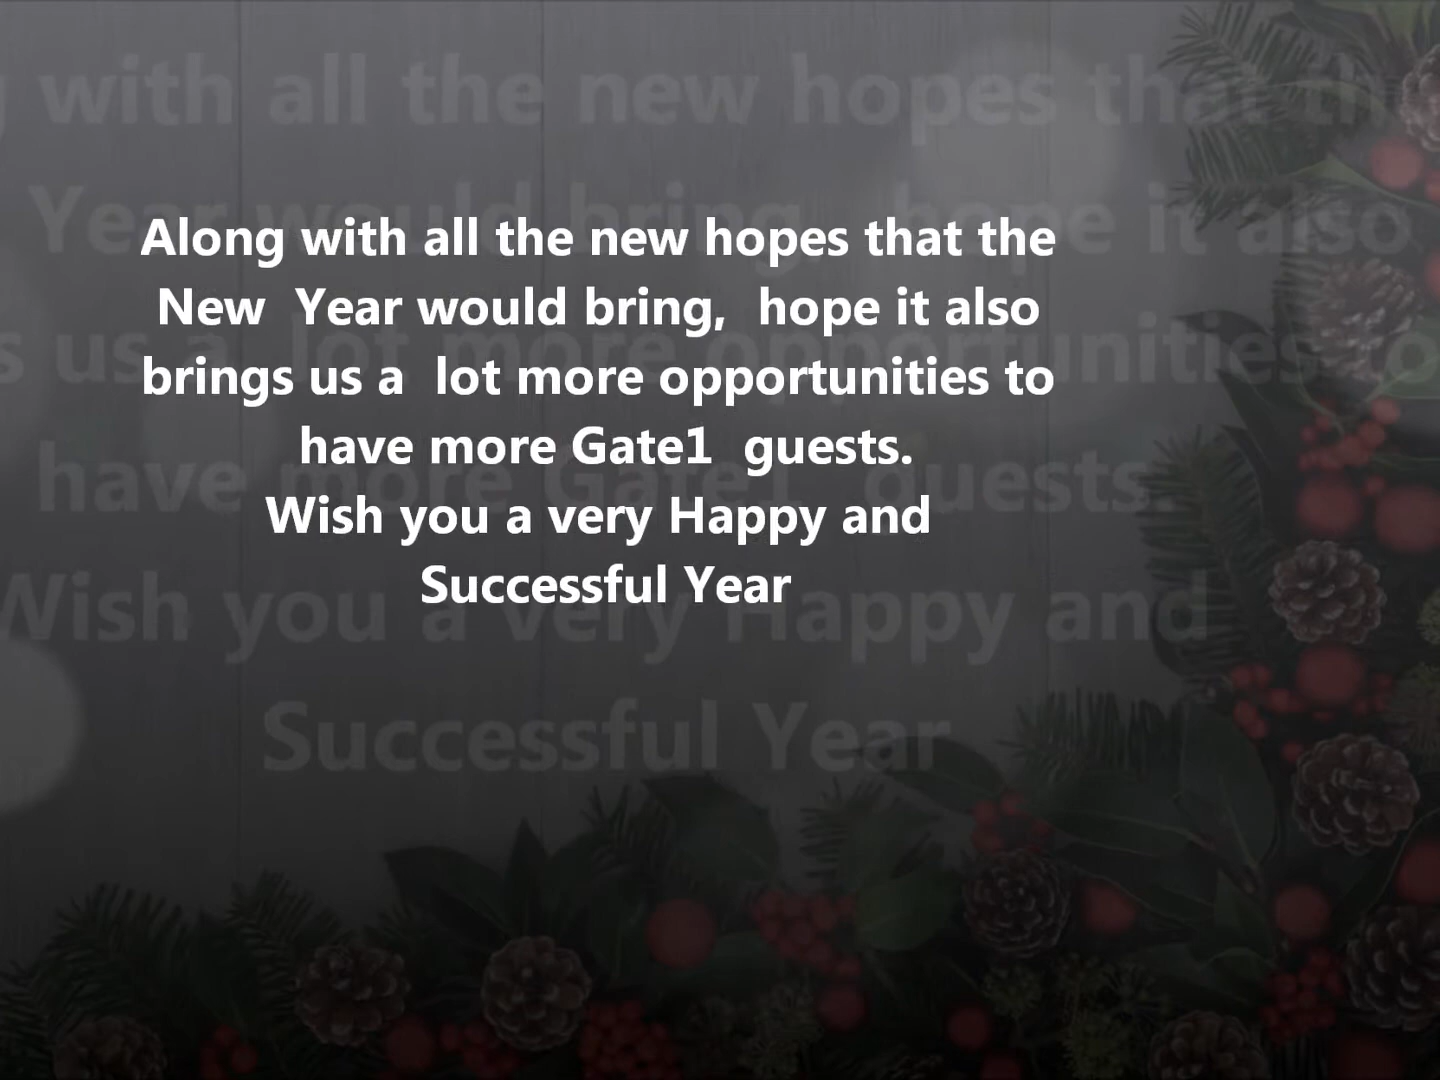 Along with all the new hopes that the
New  Year would bring,  hope it also
brings us a  lot more opportunities to
have more Gate1  guests.
Wish you a very Happy and
Successful Year